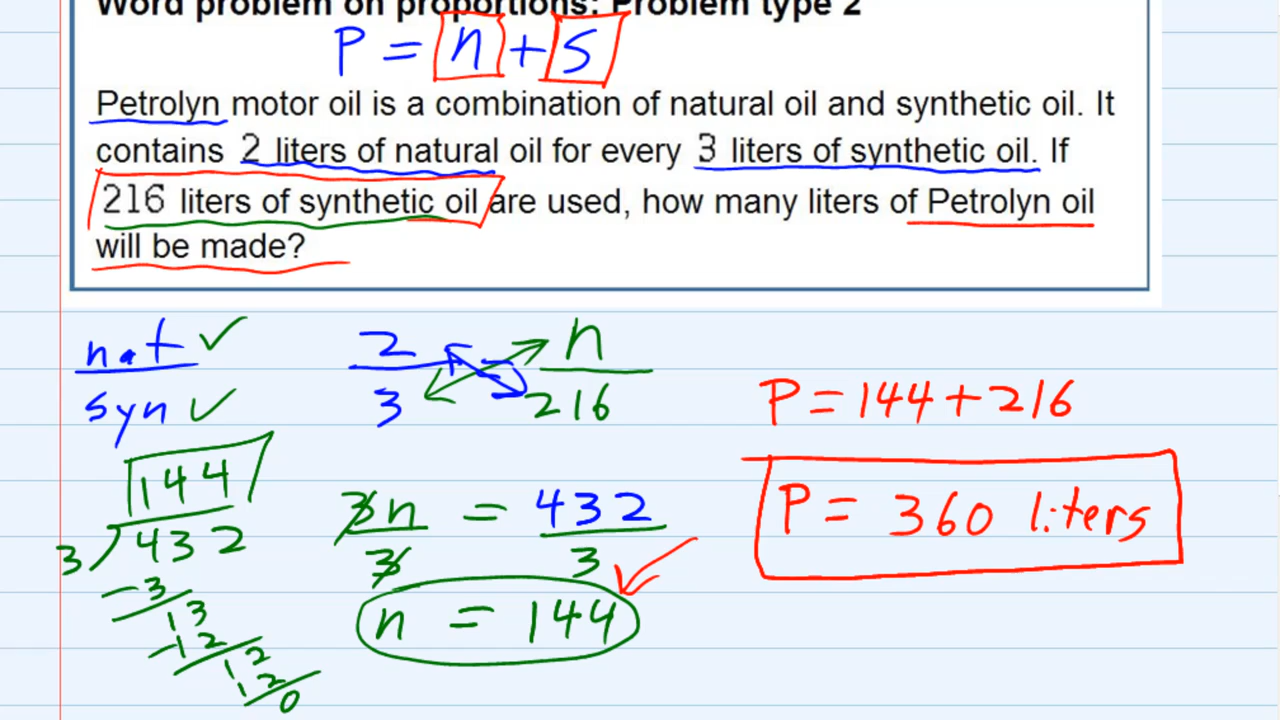 Word problem on proportions: Problem type 2
P = n + s
Petrolyn motor oil is a combination of natural oil and synthetic oil. It
contains 2 liters of natural oil for every 3 liters of synthetic oil. If
216 liters of synthetic oil are used, how many liters of Petrolyn oil
will be made?
nat ✓
syn ✓
2 = n
3 216
3n = 432
3 3
n = 144
144
3 432
-3
13
-12
12
12
0
P = 144 + 216
P = 360 liters